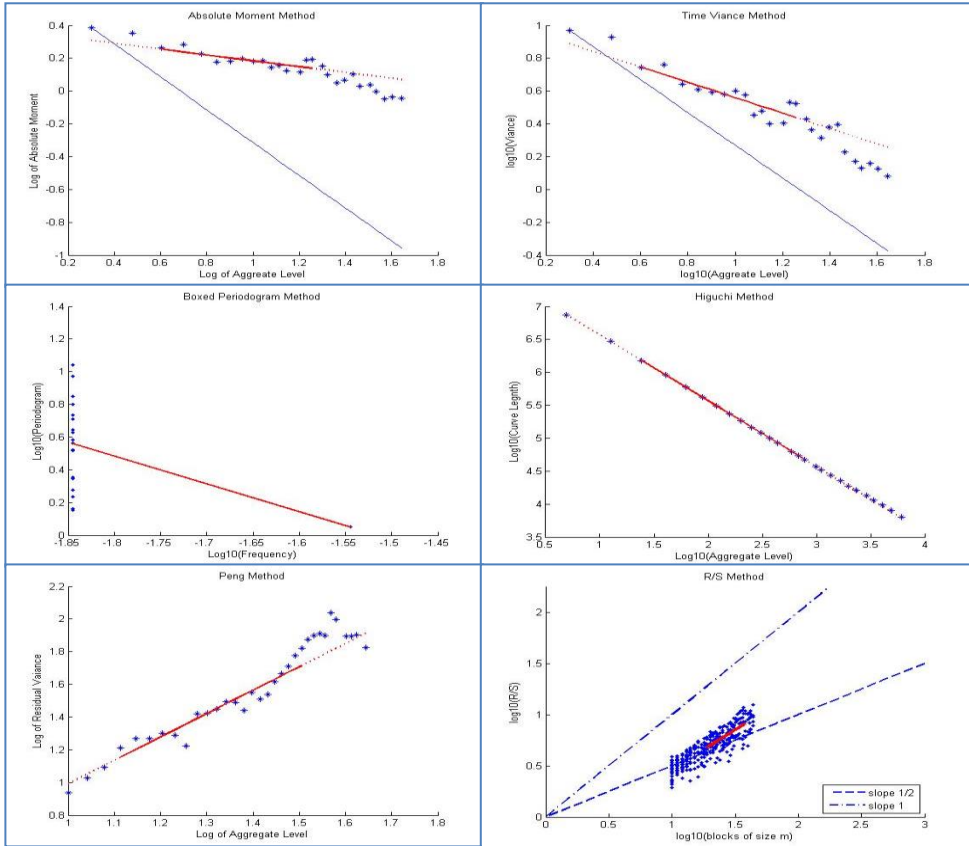 Absolute Moment Method
Log of Absolute Moment
0.4
0.2
0
-0.2
-0.4
-0.6
-0.8
-1
0.2 0.4 0.6 0.8 1 1.2 1.4 1.6 1.8
Log of Aggreate Level
Time Viance Method
log10(Viance)
1
0.8
0.6
0.4
0.2
0
-0.2
-0.4
0.2 0.4 0.6 0.8 1 1.2 1.4 1.6 1.8
log10(Aggreate Level)
Boxed Periodogram Method
Log10(Periodogram)
1.4
1.2
1
0.8
0.6
0.4
0.2
0
-1.85 -1.8 -1.75 -1.7 -1.65 -1.6 -1.55 -1.5 -1.45
Log10(Frequency)
Higuchi Method
Log10(Curve Legnth)
7
6.5
6
5.5
5
4.5
4
3.5
0.5 1 1.5 2 2.5 3 3.5 4
Log10(Aggregate Level)
Peng Method
Log of Residual Vaiance
2.2
2
1.8
1.6
1.4
1.2
1
0.8
1 1.1 1.2 1.3 1.4 1.5 1.6 1.7 1.8
Log of Aggregate Level
R/S Method
log10(R/S)
2
1.5
1
0.5
0
0 0.5 1 1.5 2 2.5 3
log10(blocks of size m)
slope 1/2
slope 1